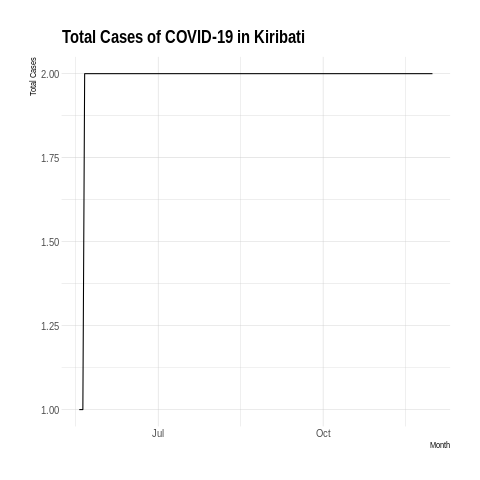 Total Cases of COVID-19 in Kiribati
Total Cases
2.00
1.75
1.50
1.25
1.00
Jul
Oct
Month